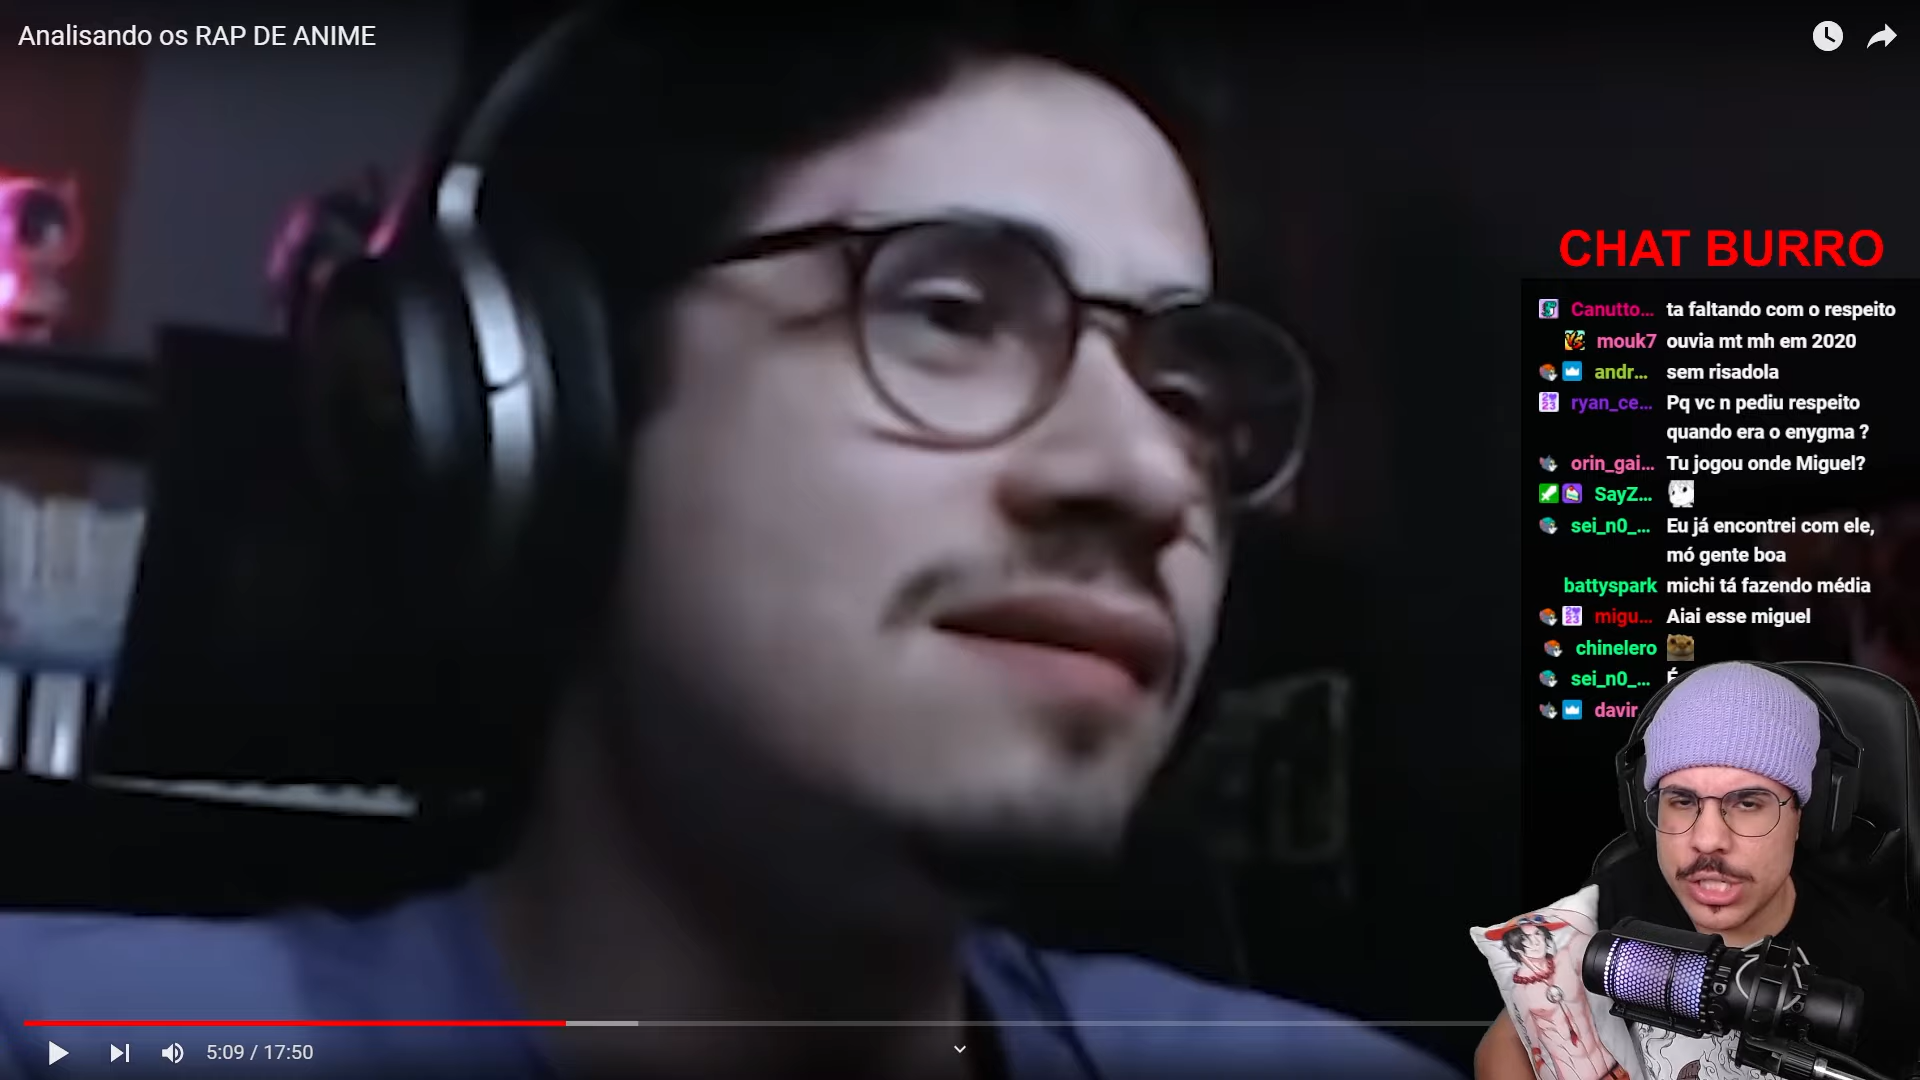 Analisando os RAP DE ANIME
CHAT BURRO
Canutto... ta faltando com o respeito
mouk7 ouvia mt mh em 2020
andr... sem risadola
ryan_ce... Pq vc n pediu respeito
quando era o enygma ?
orin_gai... Tu jogou onde Miguel?
SayZ...
sei_n0_... Eu já encontrei com ele,
mó gente boa
battyspark michi tá fazendo média
migu... Aiai esse miguel
chinelero
sei_n0_... É
davir
5:09 / 17:50